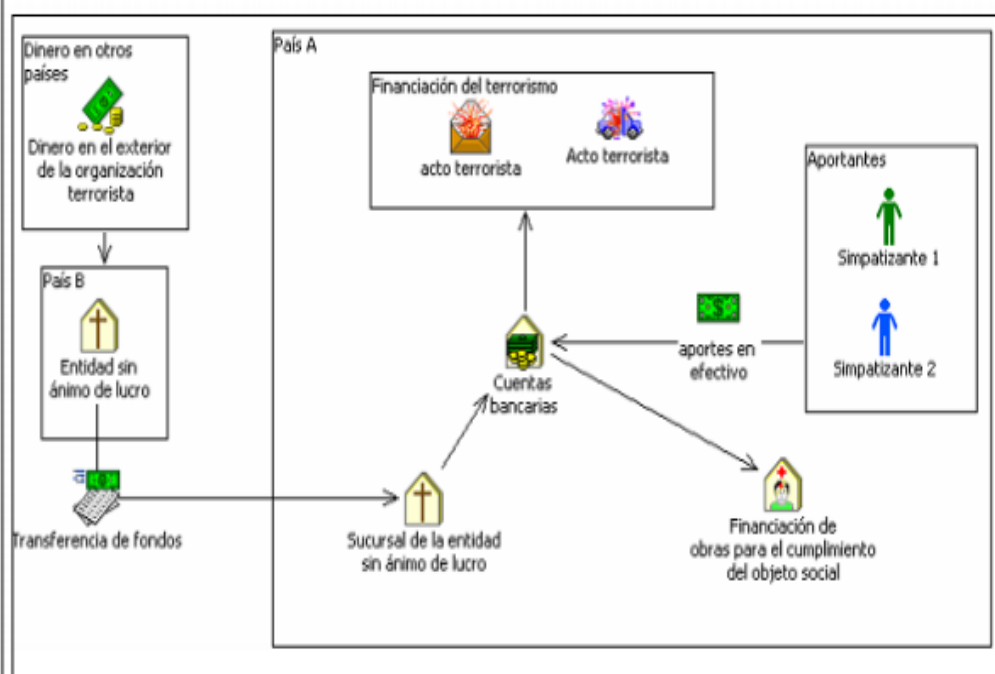 Dinero en otros
países
Dinero en el exterior
de la organización
terrorista
País B
Entidad sin
ánimo de lucro
Transferencia de fondos
País A
Financiación del terrorismo
acto terrorista
Acto terrorista
Aportantes
Simpatizante 1
Simpatizante 2
aportes en
efectivo
Cuentas
bancarias
Sucursal de la entidad
sin ánimo de lucro
Financiación de
obras para el cumplimiento
del objeto social